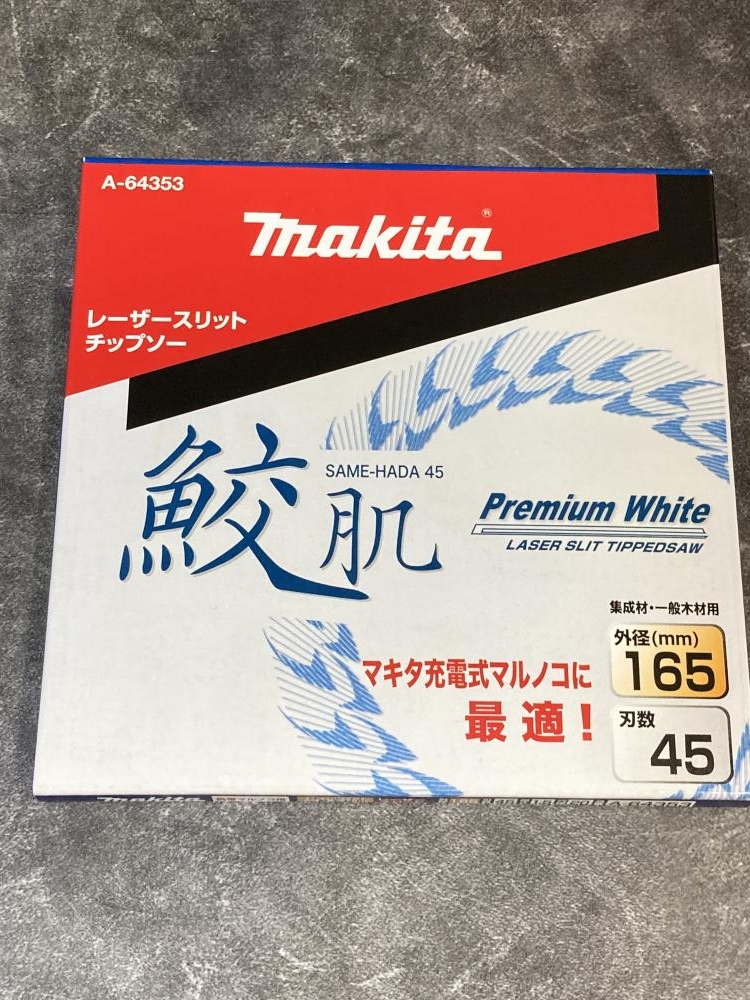 A-64353
makita®
レーザースリット
チップソー
鮫肌
SAME-HADA 45
Premium White
LASER SLIT TIPPEDSAW
集成材・一般木材用
外径(mm)
165
マキタ充電式マルノコに
最適！
刃数
45
makita